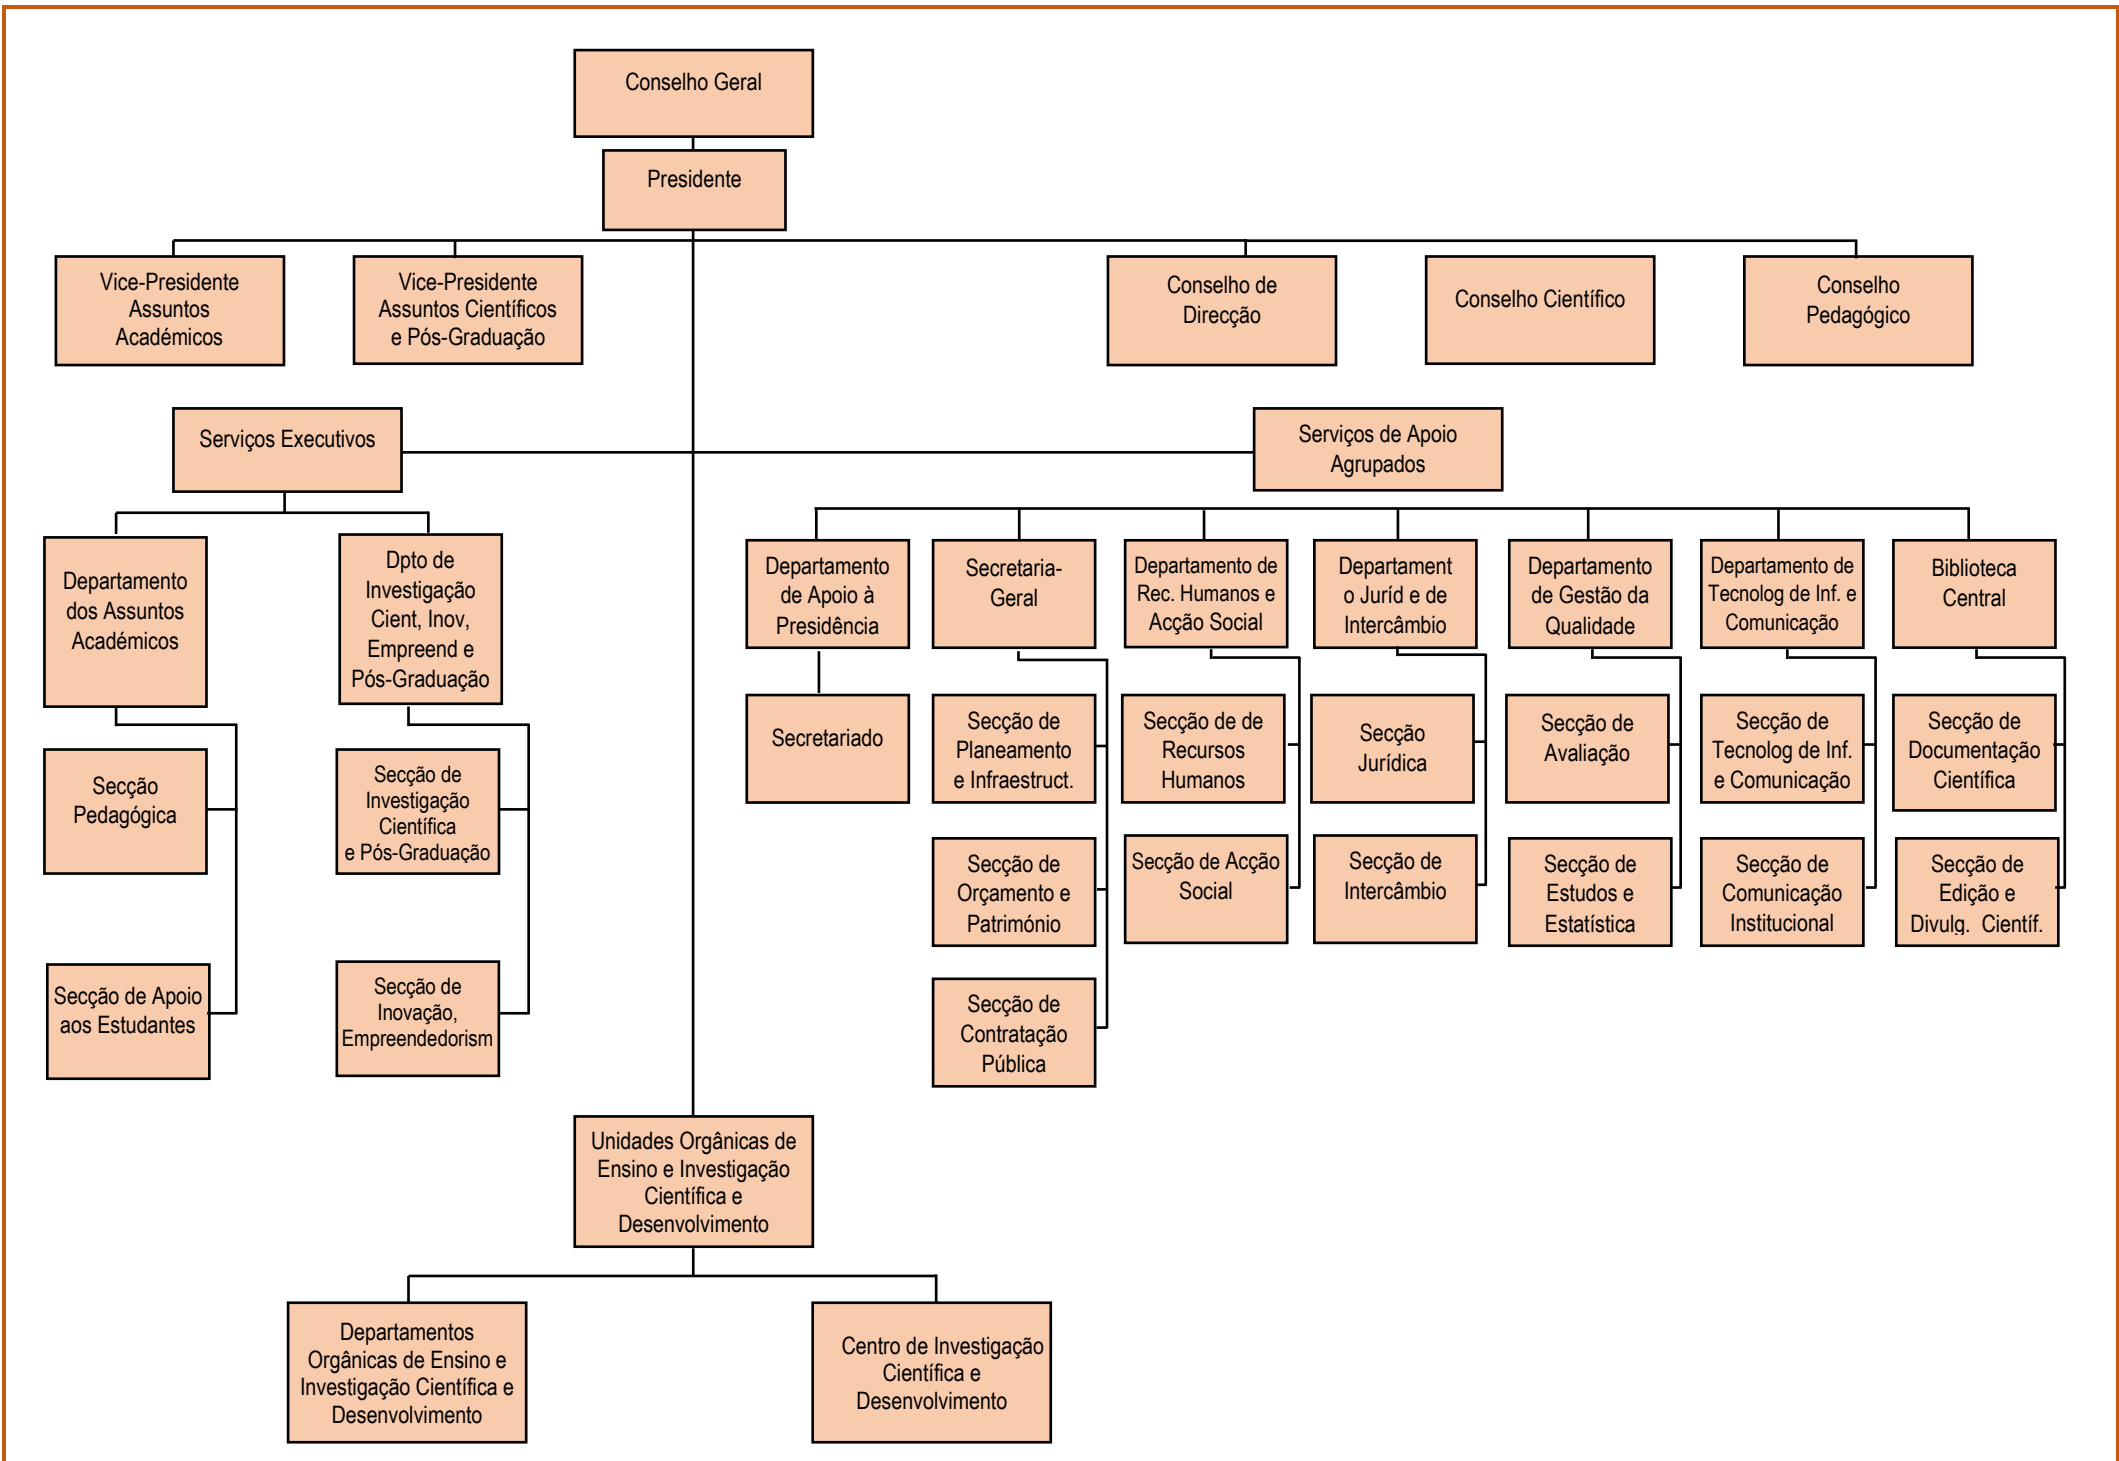 Conselho Geral
Presidente
Vice-Presidente
Assuntos
Académicos
Vice-Presidente
Assuntos Científicos
e Pós-Graduação
Conselho de
Direcção
Conselho Científico
Conselho
Pedagógico
Serviços Executivos
Serviços de Apoio
Agrupados
Departamento
dos Assuntos
Académicos
Dpto de
Investigação
Cient, Inov,
Empreend e
Pós-Graduação
Departamento
de Apoio à
Presidência
Secretaria-
Geral
Departamento de
Rec. Humanos e
Acção Social
Department
o Juríd e de
Intercâmbio
Departamento
de Gestão da
Qualidade
Departamento de
Tecnolog de Inf. e
Comunicação
Biblioteca
Central
Secção
Pedagógica
Secção de
Investigação
Científica
e Pós-Graduação
Secretariado
Secção de
Planeamento
e Infraestruct.
Secção de de
Recursos
Humanos
Secção
Jurídica
Secção de
Avaliação
Secção de
Tecnolog de Inf.
e Comunicação
Secção de
Documentação
Científica
Secção de
Orçamento e
Património
Secção de Acção
Social
Secção de
Intercâmbio
Secção de
Estudos e
Estatística
Secção de
Comunicação
Institucional
Secção de
Edição e
Divulg. Científ.
Secção de Apoio
aos Estudantes
Secção de
Inovação,
Empreendedorism
Secção de
Contratação
Pública
Unidades Orgânicas de
Ensino e Investigação
Científica e
Desenvolvimento
Departamentos
Orgânicas de Ensino e
Investigação Científica e
Desenvolvimento
Centro de Investigação
Científica e
Desenvolvimento